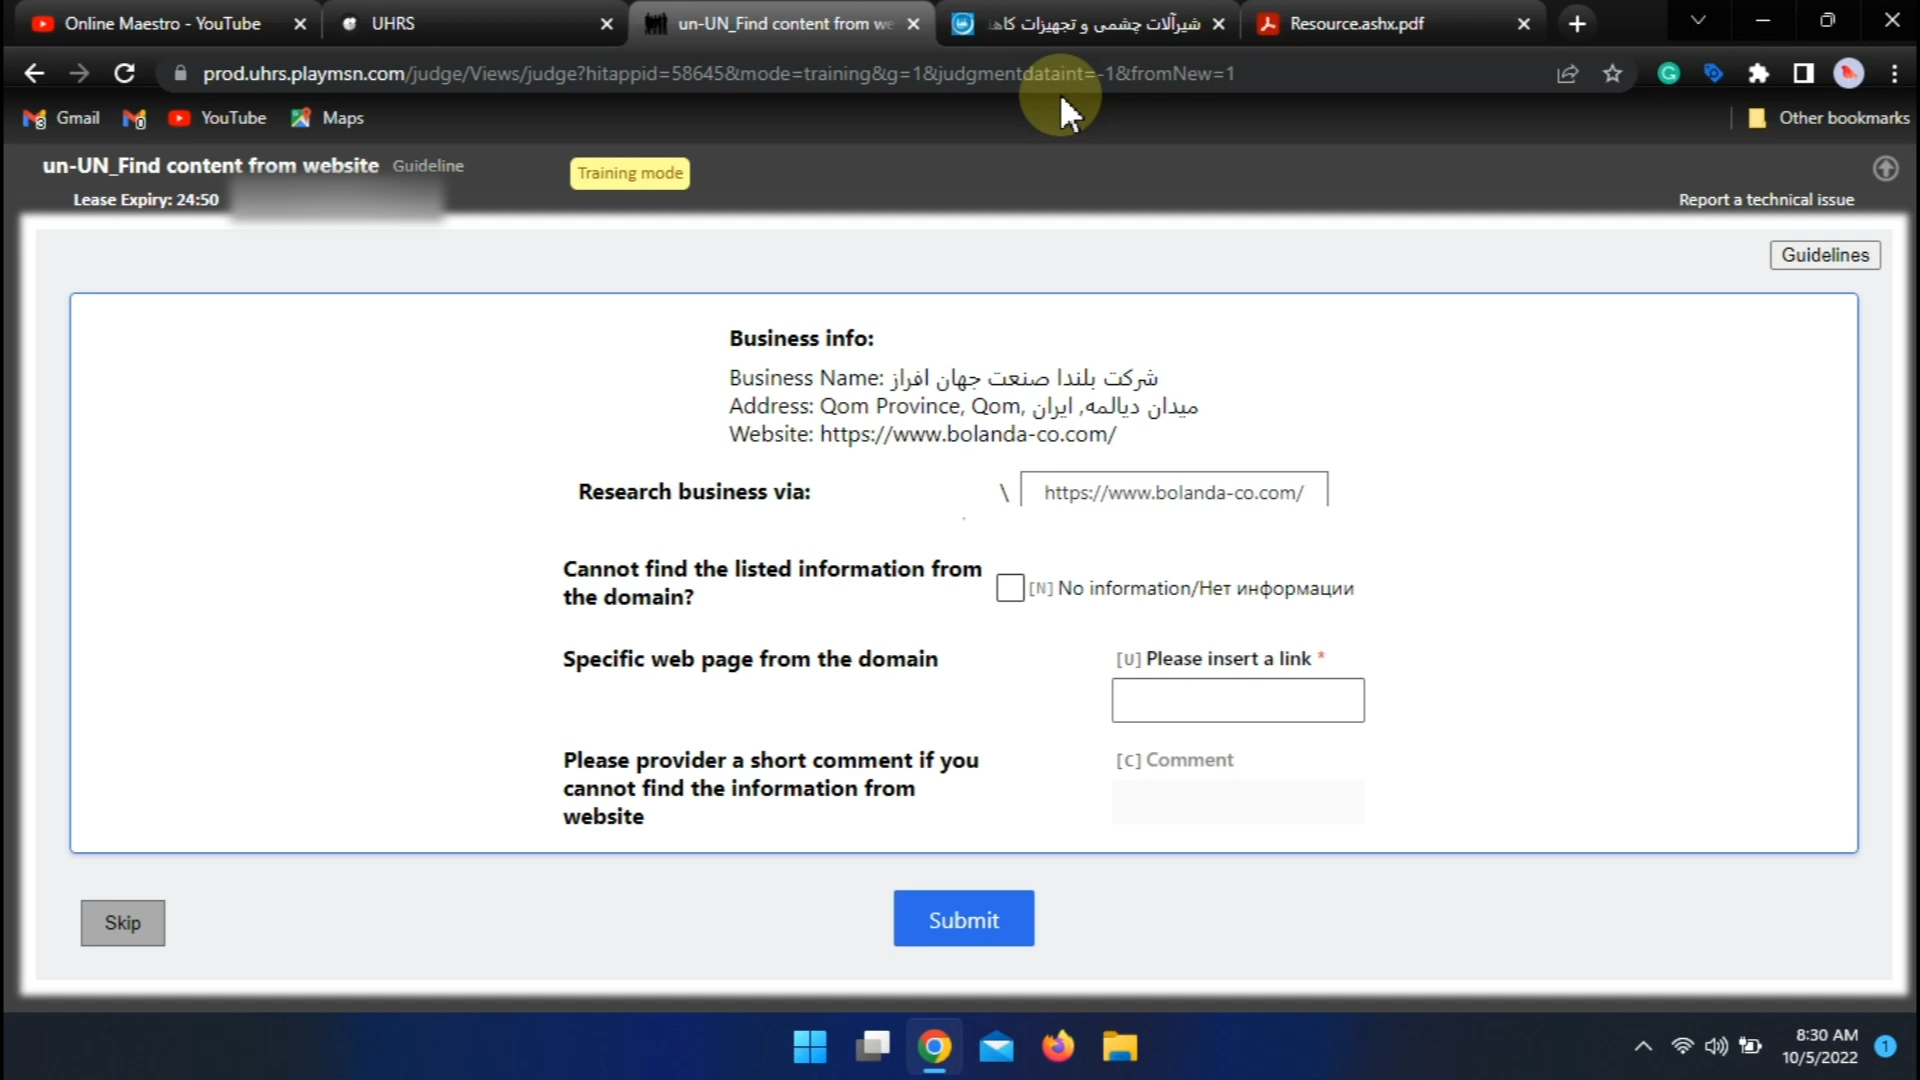 Online Maestro - YouTube
UHRS
un-UN_Find content from we
شیرآلات چشمی و تجهیزات کاهن
Resource.ashx.pdf
prod.uhrs.playmsn.com/judge/Views/judge?hitappid=58645&mode=training&g=1&judgmentdataint=-1&fromNew=1
Gmail
YouTube
Maps
Other bookmarks
un-UN_Find content from website Guideline
Training mode
Lease Expiry: 24:50
Report a technical issue
Guidelines
Business info:
Business Name: شرکت بلندا صنعت جهان افراز
Address: Qom Province, Qom, میدان دیالمه, ایران
Website: https://www.bolanda-co.com/
Research business via:
\ https://www.bolanda-co.com/
Cannot find the listed information from
the domain?
[N] No information/Нет информации
Specific web page from the domain
[U] Please insert a link *
Please provider a short comment if you
cannot find the information from
website
[C] Comment
Skip
Submit
8:30 AM
10/5/2022
1